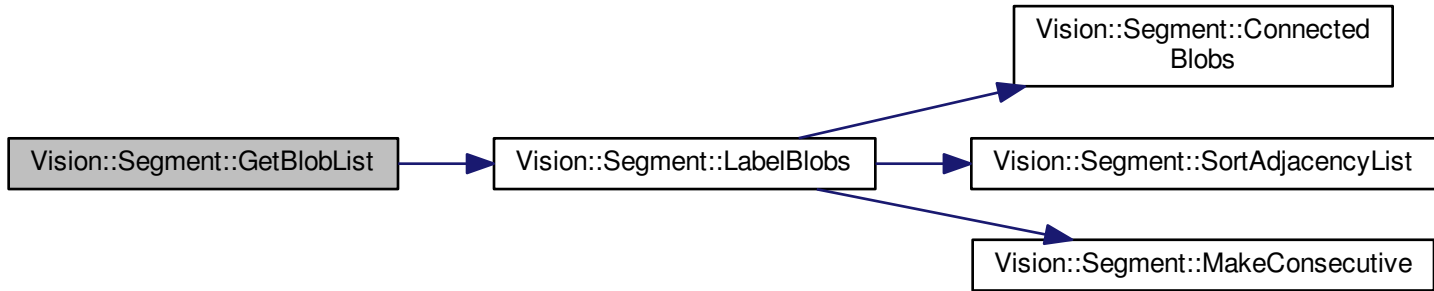 Vision::Segment::Connected
Blobs
Vision::Segment::GetBlobList
Vision::Segment::LabelBlobs
Vision::Segment::SortAdjacencyList
Vision::Segment::MakeConsecutive